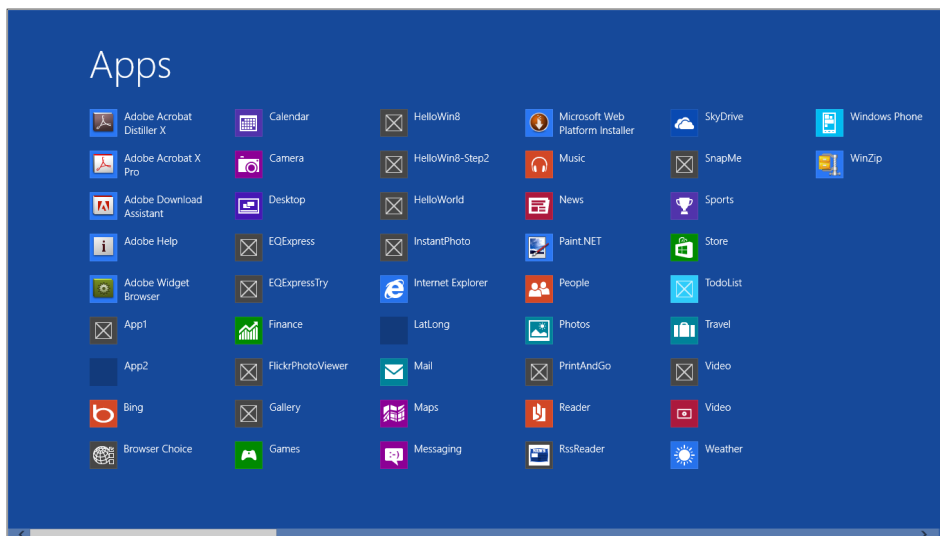 Apps
Adobe Acrobat
Distiller X
Adobe Acrobat X
Pro
Adobe Download
Assistant
Adobe Help
Adobe Widget
Browser
App1
App2
Bing
Browser Choice
Calendar
Camera
Desktop
EQExpress
EQExpressTry
Finance
FlickrPhotoViewer
Gallery
Games
HelloWin8
HelloWin8-Step2
HelloWorld
InstantPhoto
Internet Explorer
LatLong
Mail
Maps
Messaging
Microsoft Web
Platform Installer
Music
News
Paint.NET
People
Photos
PrintAndGo
Reader
RssReader
SkyDrive
SnapMe
Sports
Store
TodoList
Travel
Video
Video
Weather
Windows Phone
WinZip